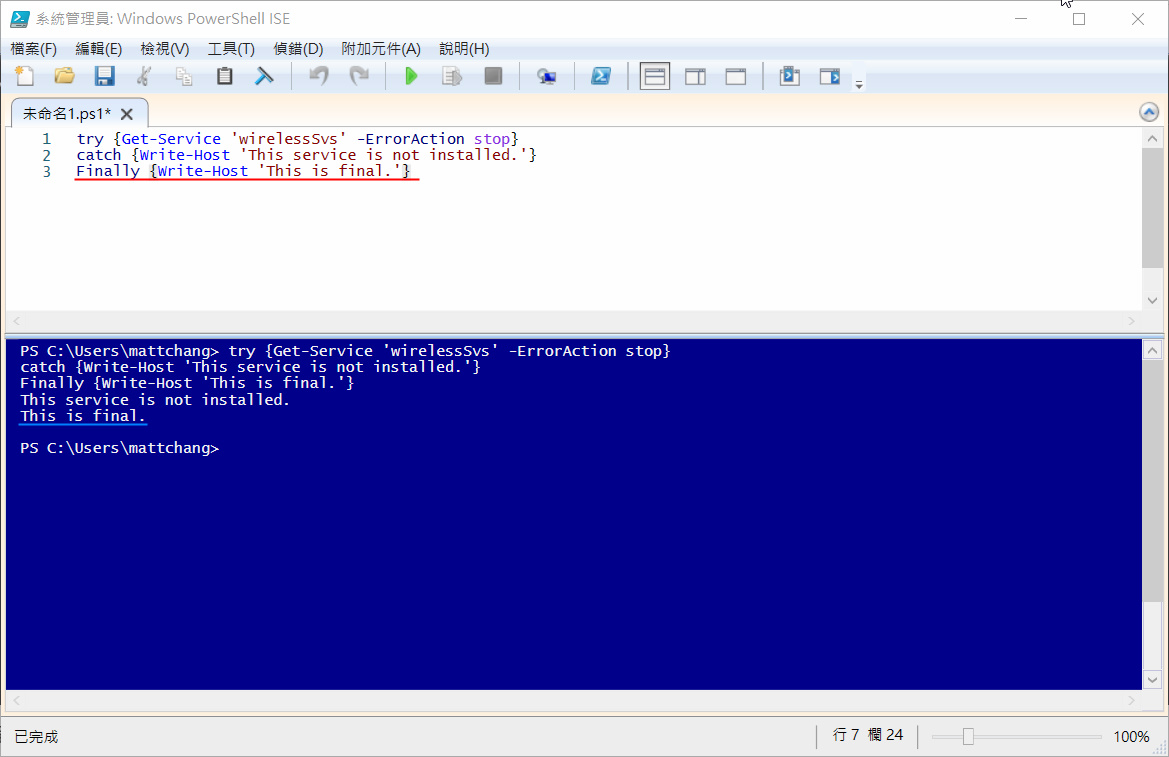 系統管理員: Windows PowerShell ISE
檔案(F) 編輯(E) 檢視(V) 工具(T) 偵錯(D) 附加元件(A) 說明(H)
未命名1.ps1*
1 try {Get-Service 'wirelessSvs' -ErrorAction stop}
2 catch {Write-Host 'This service is not installed.'}
3 Finally {Write-Host 'This is final.'}
PS C:\Users\mattchang> try {Get-Service 'wirelessSvs' -ErrorAction stop}
catch {Write-Host 'This service is not installed.'}
Finally {Write-Host 'This is final.'}
This service is not installed.
This is final.
PS C:\Users\mattchang>
已完成 行 7 欄 24 100%